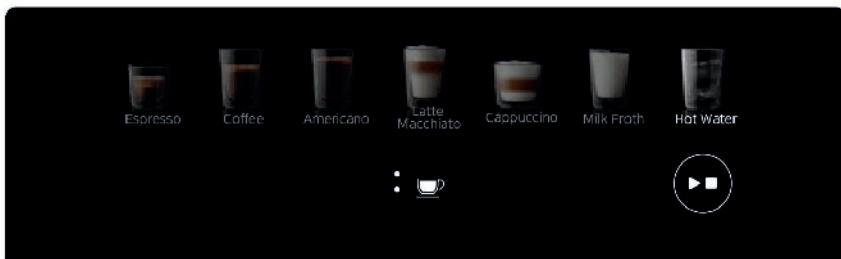 Espresso
Coffee
Americano
Latte
Macchiato
Cappuccino
Milk Froth
Hot Water